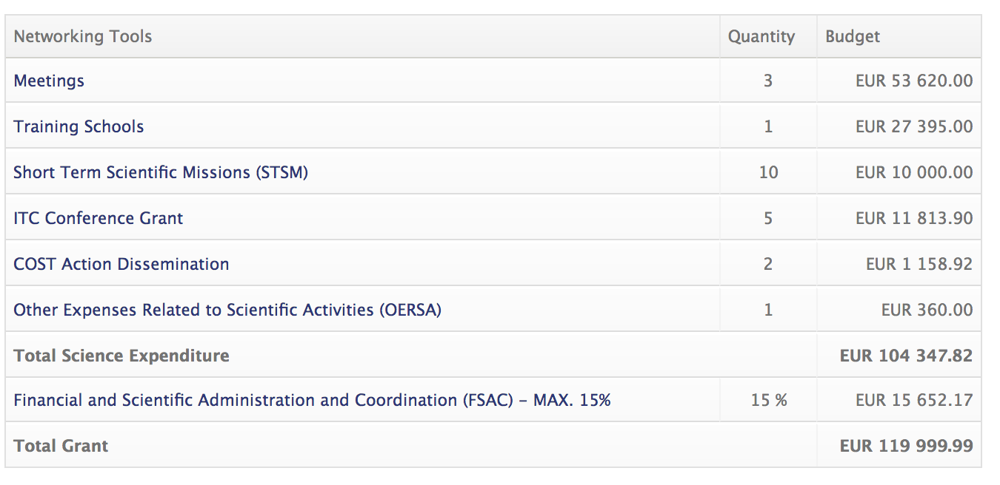 Networking Tools Quantity Budget
Meetings 3 EUR 53 620.00
Training Schools 1 EUR 27 395.00
Short Term Scientific Missions (STSM) 10 EUR 10 000.00
ITC Conference Grant 5 EUR 11 813.90
COST Action Dissemination 2 EUR 1 158.92
Other Expenses Related to Scientific Activities (OERSA) 1 EUR 360.00
Total Science Expenditure EUR 104 347.82
Financial and Scientific Administration and Coordination (FSAC) – MAX. 15% 15 % EUR 15 652.17
Total Grant EUR 119 999.99